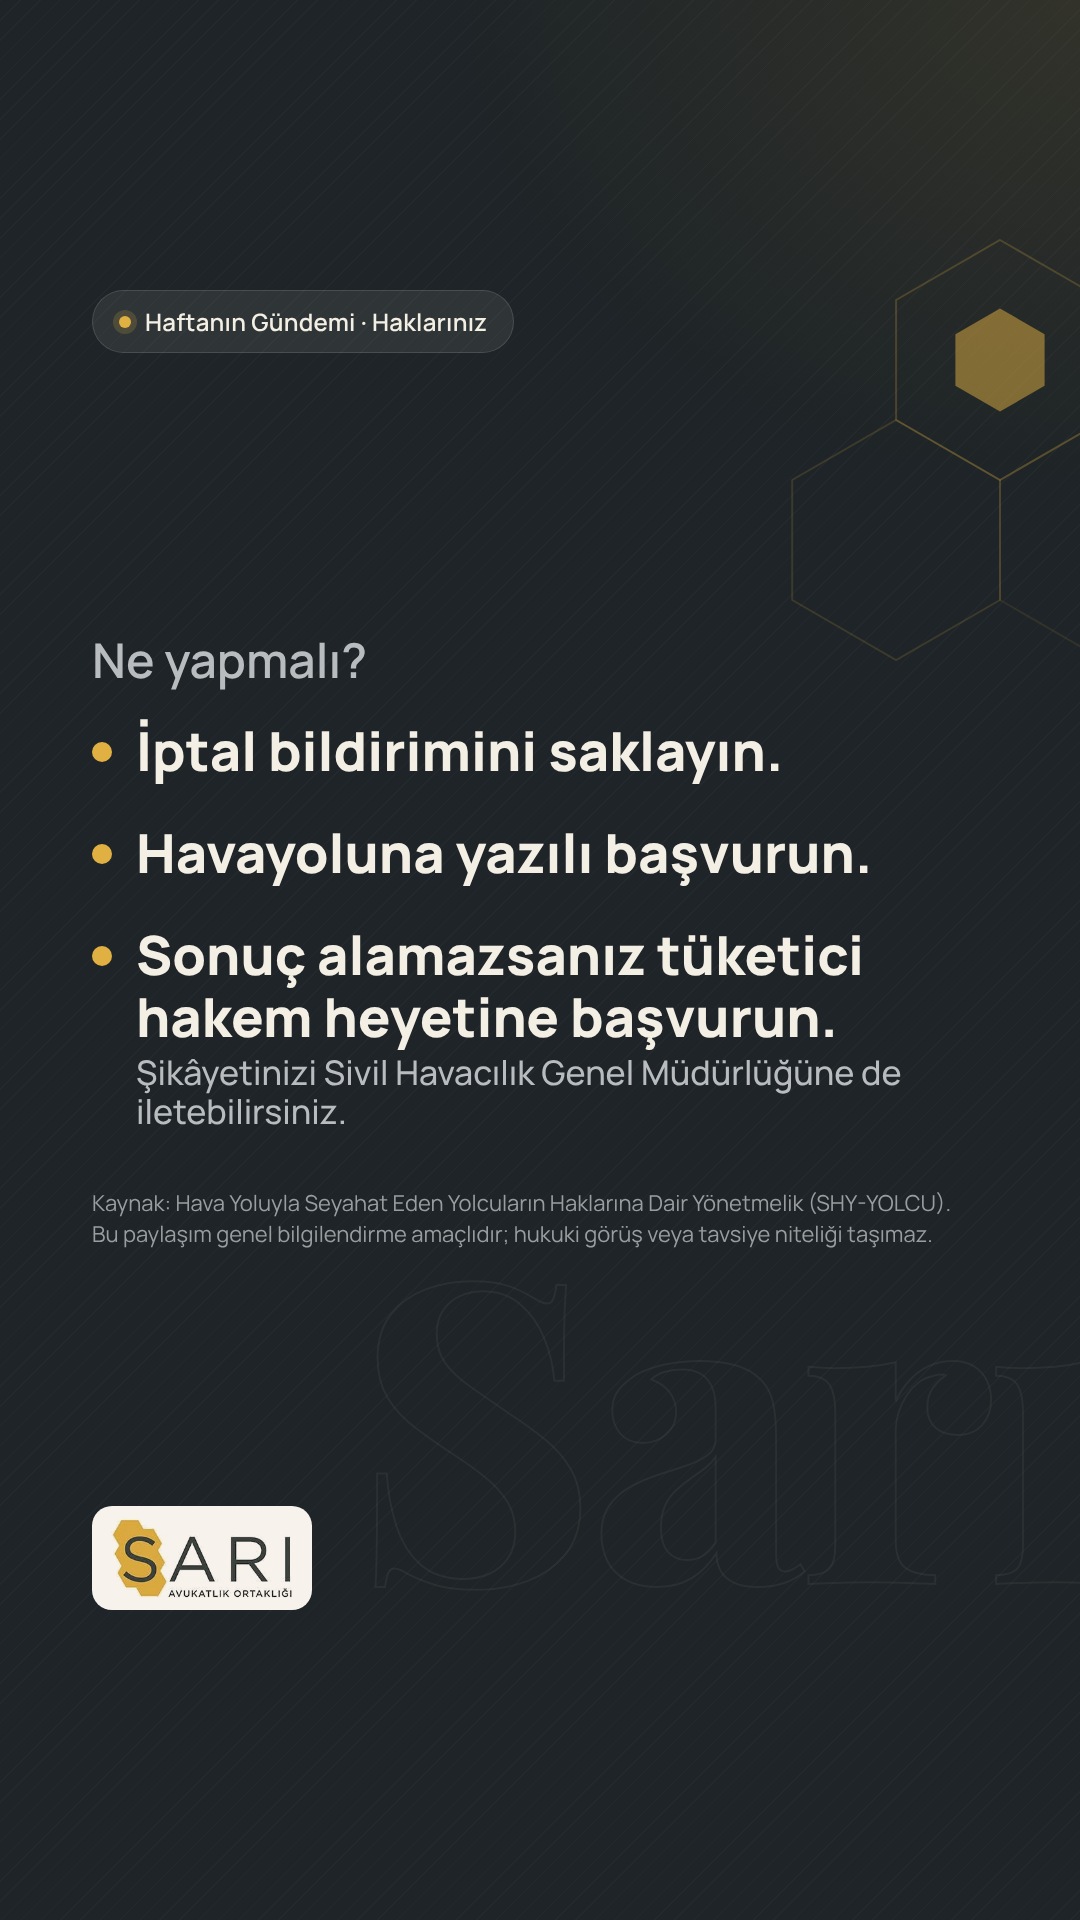 Haftanın Gündemi · Haklarınız
Ne yapmalı?
İptal bildirimini saklayın.
Havayoluna yazılı başvurun.
Sonuç alamazsanız tüketici
hakem heyetine başvurun.
Şikâyetinizi Sivil Havacılık Genel Müdürlüğüne de
iletebilirsiniz.
Kaynak: Hava Yoluyla Seyahat Eden Yolcuların Haklarına Dair Yönetmelik (SHY-YOLCU).
Bu paylaşım genel bilgilendirme amaçlıdır; hukuki görüş veya tavsiye niteliği taşımaz.
Sarı
SARI
AVUKATLIK ORTAKLIĞI